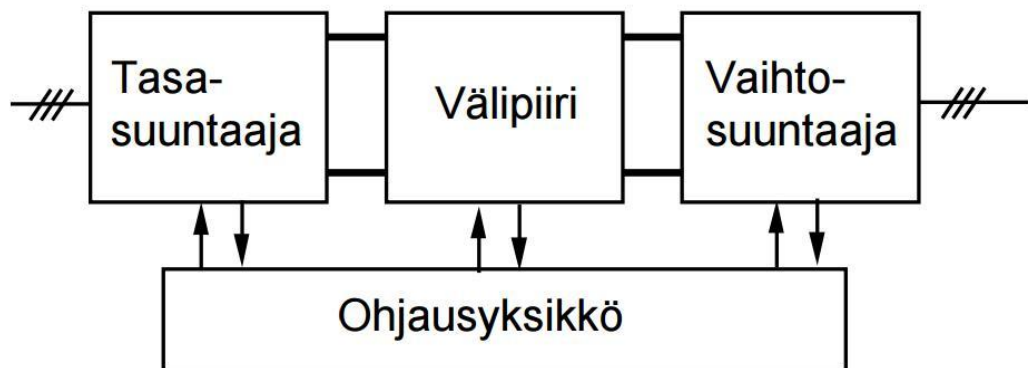 Tasa-
suuntaaja
Välipiiri
Vaihto-
suuntaaja
Ohjausyksikkö